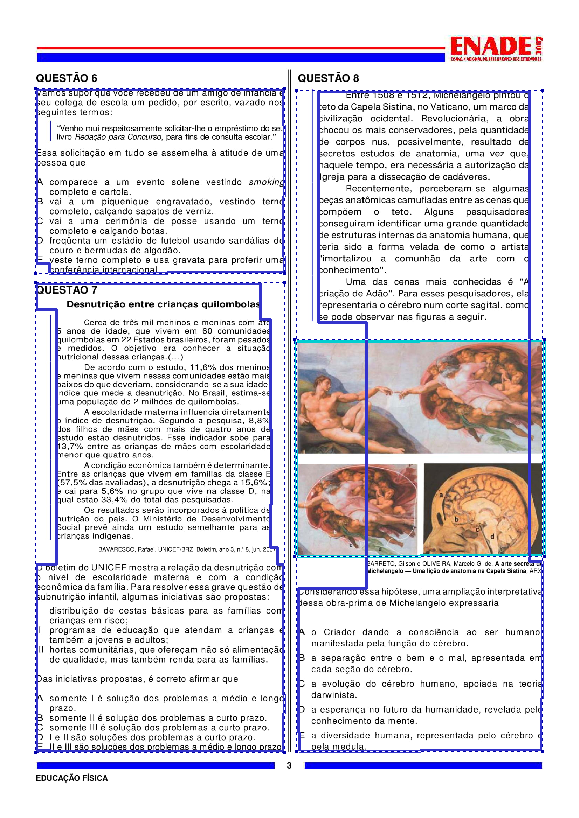 ENADE
2007
EXAME NACIONAL DE DESEMPENHO DOS ESTUDANTES
QUESTÃO 6
Vamos supor que você recebeu de um amigo de infância e
seu colega de escola um pedido, por escrito, vazado nos
seguintes termos:
"Venho mui respeitosamente solicitar-lhe o empréstimo do seu
livro Redação para Concurso, para fins de consulta escolar."
Essa solicitação em tudo se assemelha à atitude de uma
pessoa que
A comparece a um evento solene vestindo smoking
completo e cartola.
B vai a um piquenique engravatado, vestindo terno
completo, calçando sapatos de verniz.
C vai a uma cerimônia de posse usando um terno
completo e calçando botas.
D freqüenta um estádio de futebol usando sandálias de
couro e bermudas de algodão.
E veste terno completo e usa gravata para proferir uma
conferência internacional.
QUESTÃO 7
Desnutrição entre crianças quilombolas
Cerca de três mil meninos e meninas com até
5 anos de idade, que vivem em 60 comunidades
quilombolas em 22 Estados brasileiros, foram pesados
e medidos. O objetivo era conhecer a situação
nutricional dessas crianças.(...)
De acordo com o estudo, 11,6% dos meninos
e meninas que vivem nessas comunidades estão mais
baixos do que deveriam, considerando-se a sua idade,
índice que mede a desnutrição. No Brasil, estima-se
uma população de 2 milhões de quilombolas.
A escolaridade materna influencia diretamente
o índice de desnutrição. Segundo a pesquisa, 8,8%
dos filhos de mães com mais de quatro anos de
estudo estão desnutridos. Esse indicador sobe para
13,7% entre as crianças de mães com escolaridade
menor que quatro anos.
A condição econômica também é determinante.
Entre as crianças que vivem em famílias da classe E
(57,5% das avaliadas), a desnutrição chega a 15,6%;
e cai para 5,6% no grupo que vive na classe D, na
qual estão 33,4% do total das pesquisadas.
Os resultados serão incorporados à política de
nutrição do país. O Ministério de Desenvolvimento
Social prevê ainda um estudo semelhante para as
crianças indígenas.
BAVARESCO, Rafael. UNICEF/BRZ. Boletim, ano 3, n.º 8, jun. 2007.
O boletim da UNICEF mostra a relação da desnutrição com
o nível de escolaridade materna e com a condição
econômica da família. Para resolver essa grave questão de
subnutrição infantil, algumas iniciativas são propostas:
I distribuição de cestas básicas para as famílias com
crianças em risco;
II programas de educação que atendam a crianças e
também a jovens e adultos;
III hortas comunitárias, que ofereçam não só alimentação
de qualidade, mas também renda para as famílias.
Das iniciativas propostas, é correto afirmar que
A somente I é solução dos problemas a médio e longo
prazo.
B somente II é solução dos problemas a curto prazo.
C somente III é solução dos problemas a curto prazo.
D I e II são soluções dos problemas a curto prazo.
E II e III são soluções dos problemas a médio e longo prazo.
QUESTÃO 8
Entre 1508 e 1512, Michelangelo pintou o
teto da Capela Sistina, no Vaticano, um marco da
civilização ocidental. Revolucionária, a obra
chocou os mais conservadores, pela quantidade
de corpos nus, possivelmente, resultado de
secretos estudos de anatomia, uma vez que,
naquele tempo, era necessária a autorização da
Igreja para a dissecação de cadáveres.
Recentemente, perceberam-se algumas
peças anatômicas camufladas entre as cenas que
compõem o teto. Alguns pesquisadores
conseguiram identificar uma grande quantidade
de estruturas internas da anatomia humana, que
teria sido a forma velada de como o artista
"imortalizou a comunhão da arte com o
conhecimento".
Uma das cenas mais conhecidas é "A
criação de Adão". Para esses pesquisadores, ela
representaria o cérebro num corte sagital, como
se pode observar nas figuras a seguir.
BARRETO, Gilson e OLIVEIRA, Marcelo G. de. A arte secreta de
Michelangelo — Uma lição de anatomia na Capela Sistina. ARX.
Considerando essa hipótese, uma ampliação interpretativa
dessa obra-prima de Michelangelo expressaria
A o Criador dando a consciência ao ser humano,
manifestada pela função do cérebro.
B a separação entre o bem e o mal, apresentada em
cada seção do cérebro.
C a evolução do cérebro humano, apoiada na teoria
darwinista.
D a esperança no futuro da humanidade, revelada pelo
conhecimento da mente.
E a diversidade humana, representada pelo cérebro e
pela medula.
3
EDUCAÇÃO FÍSICA